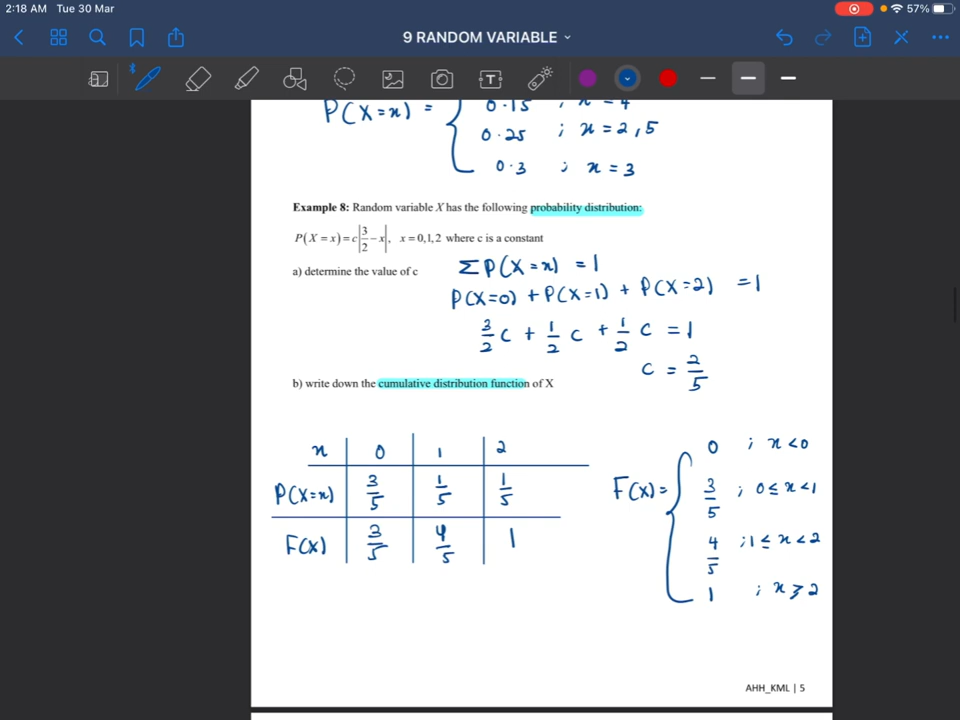 2:18 AM Tue 30 Mar 57%
9 RANDOM VARIABLE
P(X=x) = 0.15 ; x = 4
0.25 ; x = 2, 5
0.3 ; x = 3
Example 8: Random variable X has the following probability distribution:
P(X = x) = c|3/2 − x|, x = 0,1,2 where c is a constant
a) determine the value of c
ΣP(X=x) = 1
P(X=0) + P(X=1) + P(X=2) = 1
3/2 c + 1/2 c + 1/2 c = 1
c = 2/5
b) write down the cumulative distribution function of X
x 0 1 2
P(X=x) 3/5 1/5 1/5
F(X) 3/5 4/5 1
F(X) = 0 ; x < 0
3/5 ; 0 ≤ x < 1
4/5 ; 1 ≤ x < 2
1 ; x ≥ 2
AHH_KML | 5